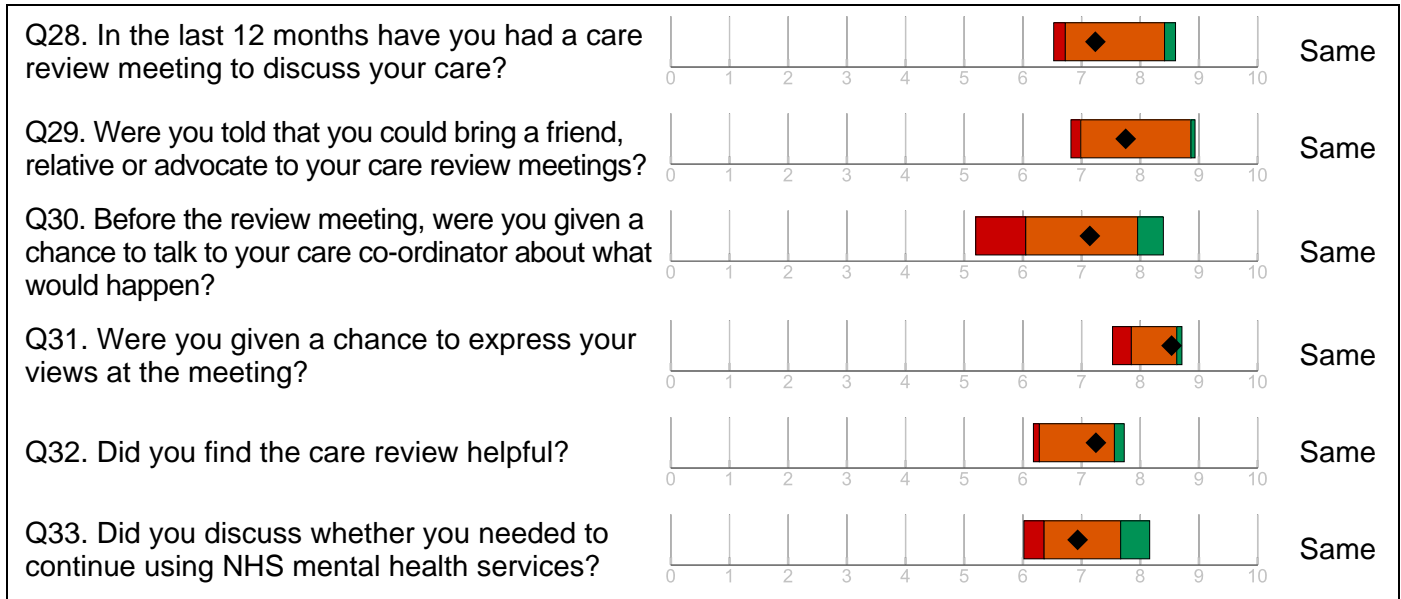 Q28. In the last 12 months have you had a care
review meeting to discuss your care?
0 1 2 3 4 5 6 7 8 9 10
Same
Q29. Were you told that you could bring a friend,
relative or advocate to your care review meetings?
0 1 2 3 4 5 6 7 8 9 10
Same
Q30. Before the review meeting, were you given a
chance to talk to your care co-ordinator about what
would happen?
0 1 2 3 4 5 6 7 8 9 10
Same
Q31. Were you given a chance to express your
views at the meeting?
0 1 2 3 4 5 6 7 8 9 10
Same
Q32. Did you find the care review helpful?
0 1 2 3 4 5 6 7 8 9 10
Same
Q33. Did you discuss whether you needed to
continue using NHS mental health services?
0 1 2 3 4 5 6 7 8 9 10
Same